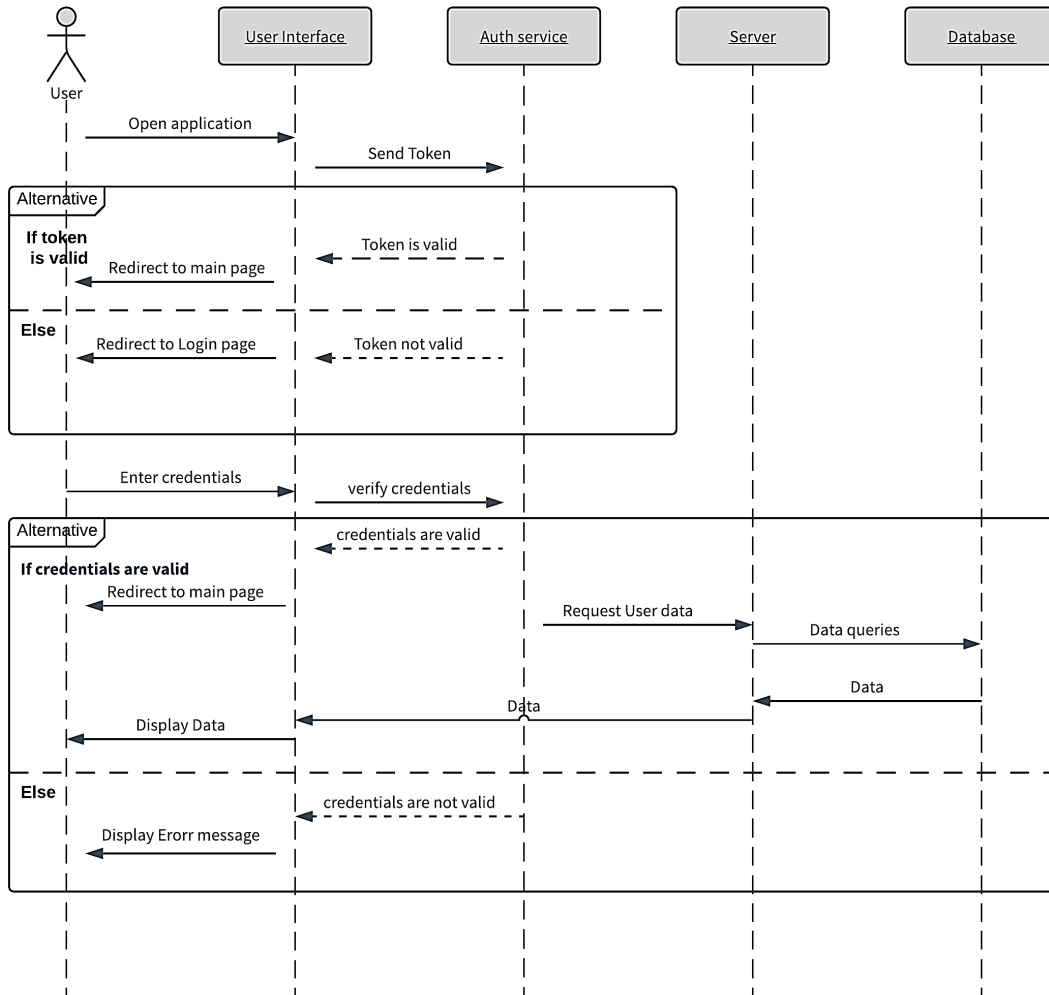 User Interface
Auth service
Server
Database
User
Open application
Send Token
Alternative
If token
is valid
Token is valid
Redirect to main page
Else
Redirect to Login page
Token not valid
Enter credentials
verify credentials
Alternative
credentials are valid
If credentials are valid
Redirect to main page
Request User data
Data queries
Data
Data
Display Data
Else
credentials are not valid
Display Erorr message